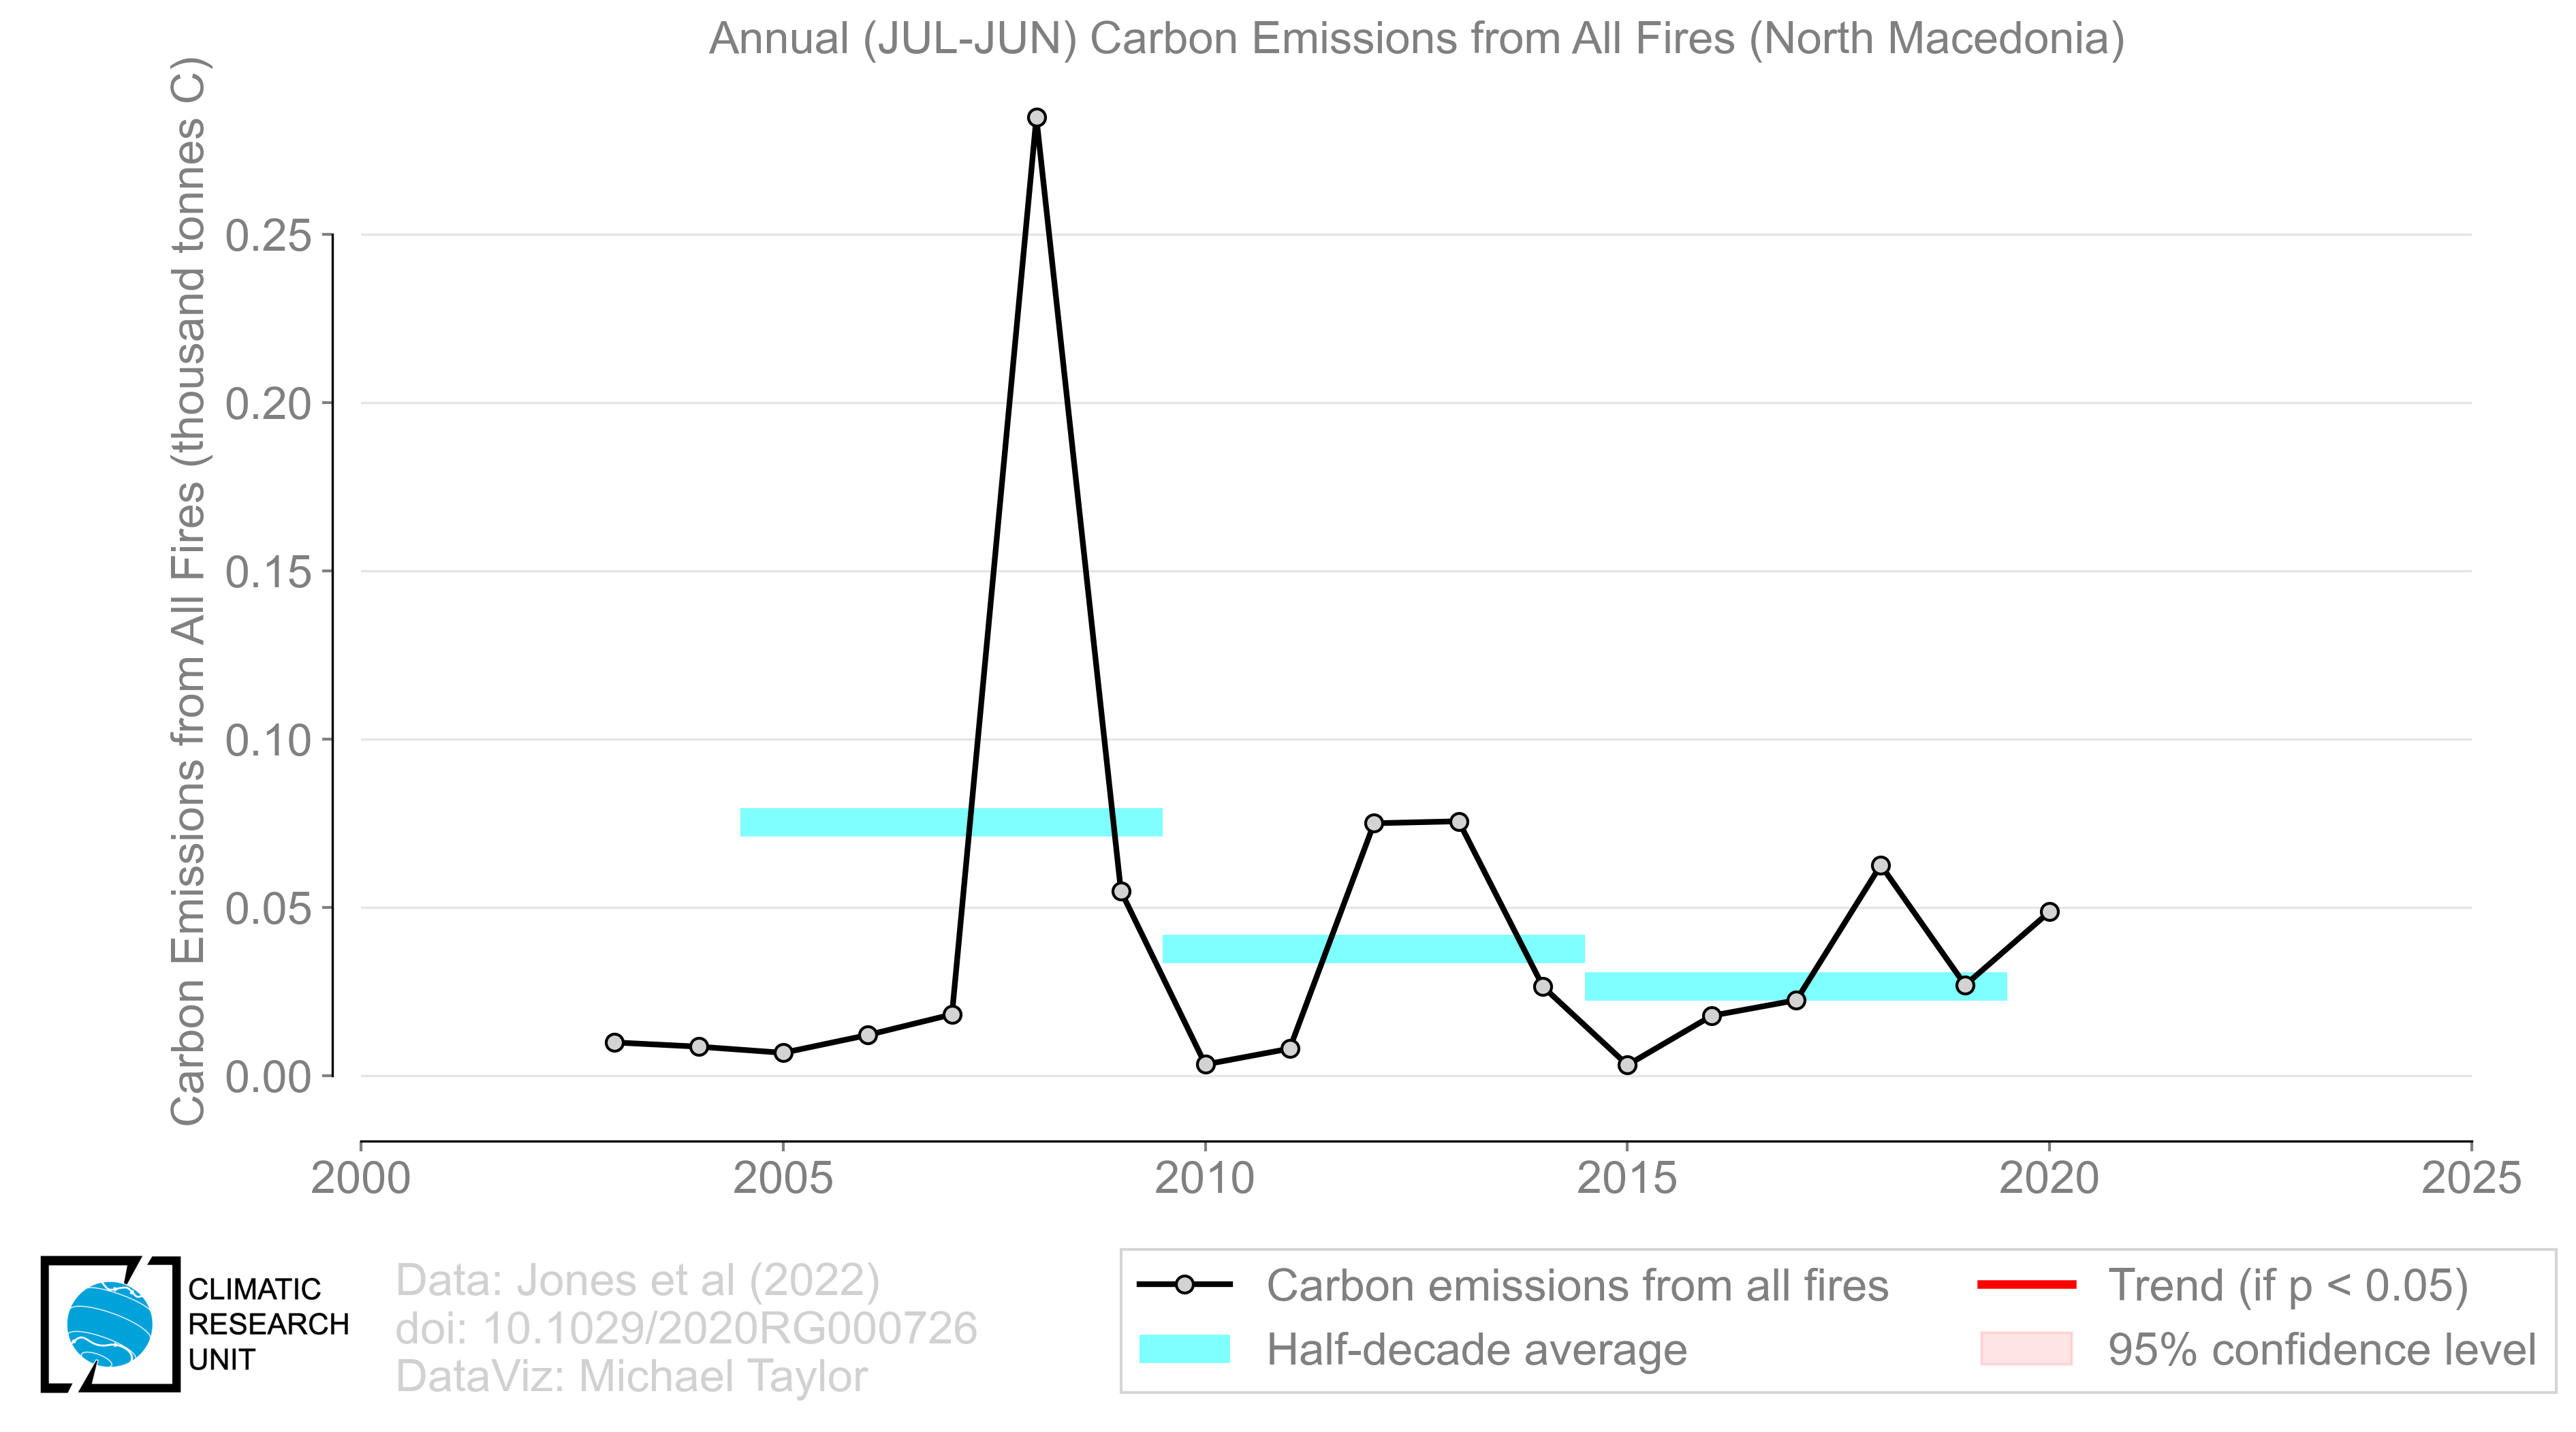 Annual (JUL-JUN) Carbon Emissions from All Fires (North Macedonia)
Carbon Emissions from All Fires (thousand tonnes C)
0.25
0.20
0.15
0.10
0.05
0.00
2000 2005 2010 2015 2020 2025
CLIMATIC
RESEARCH
UNIT
Data: Jones et al (2022)
doi: 10.1029/2020RG000726
DataViz: Michael Taylor
Carbon emissions from all fires
Half-decade average
Trend (if p < 0.05)
95% confidence level